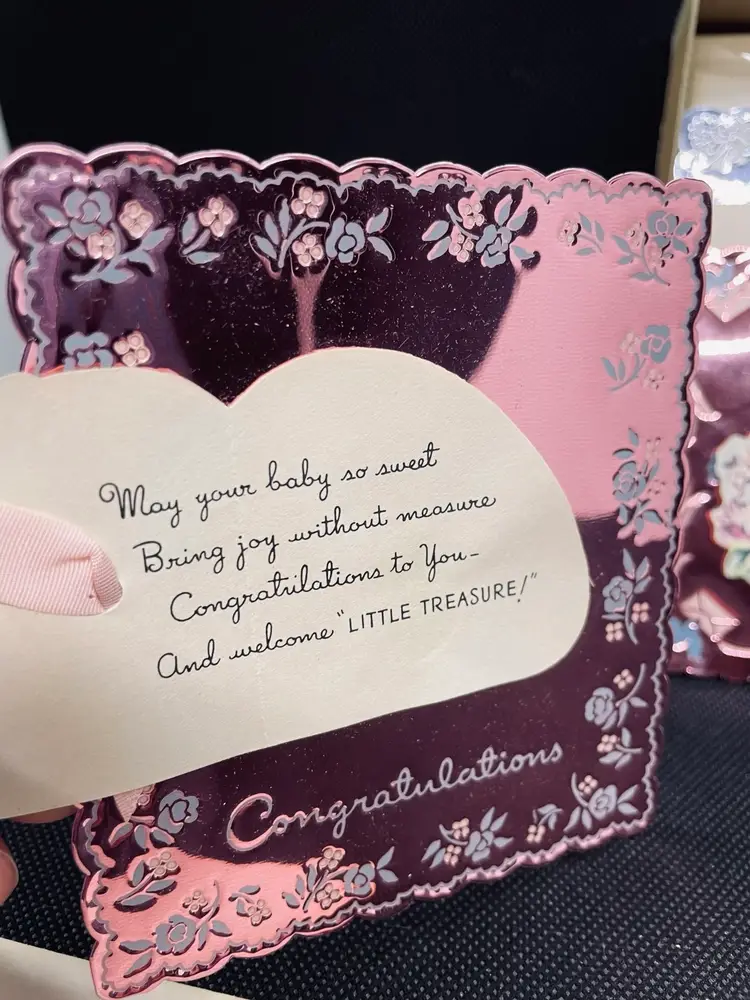 May your baby so sweet
Bring joy without measure
Congratulations to You-
And welcome "LITTLE TREASURE!"
Congratulations